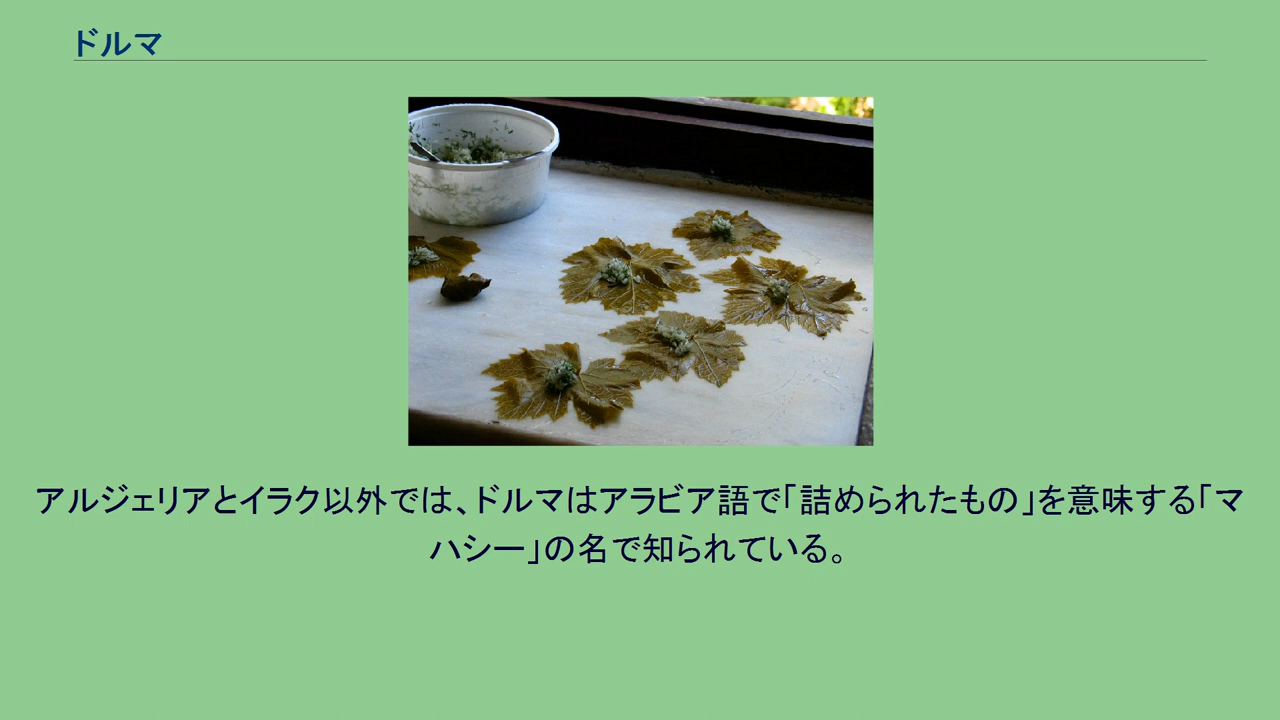 ドルマ
アルジェリアとイラク以外では、ドルマはアラビア語で「詰められたもの」を意味する「マ
ハシー」の名で知られている。